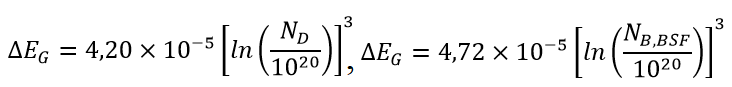 ΔE_G = 4,20 × 10^{-5} [ln(N_D / 10^{20})]^3, ΔE_G = 4,72 × 10^{-5} [ln(N_{B,BSF} / 10^{20})]^3